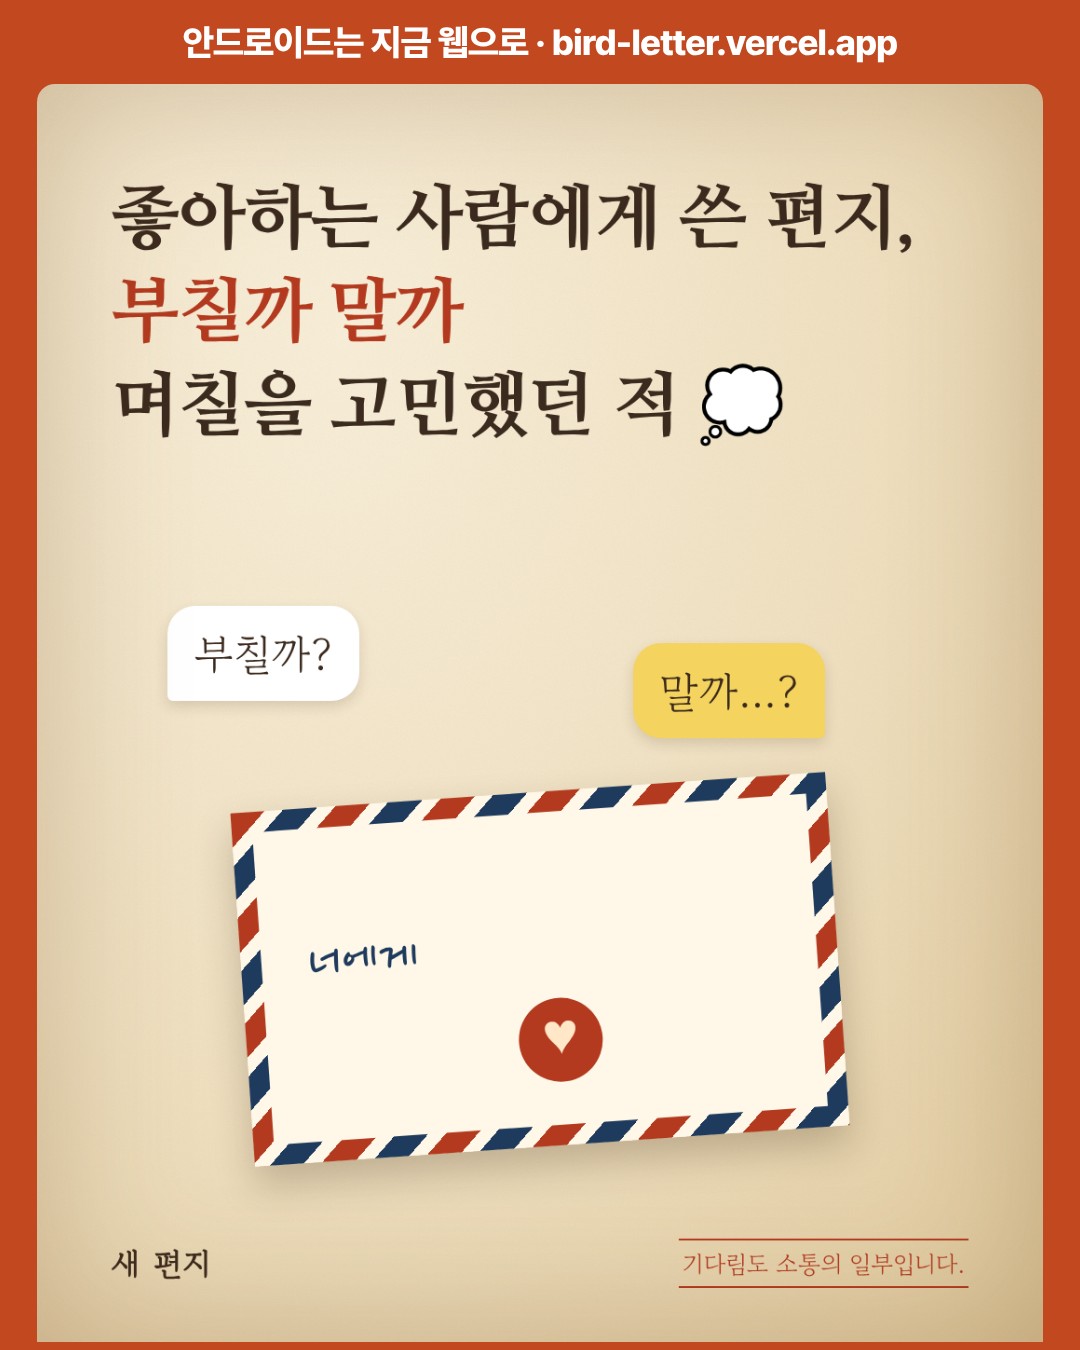 안드로이드는 지금 웹으로 · bird-letter.vercel.app
좋아하는 사람에게 쓴 편지,
부칠까 말까
며칠을 고민했던 적 💭
부칠까?
말까...?
너에게
새 편지
기다림도 소통의 일부입니다.